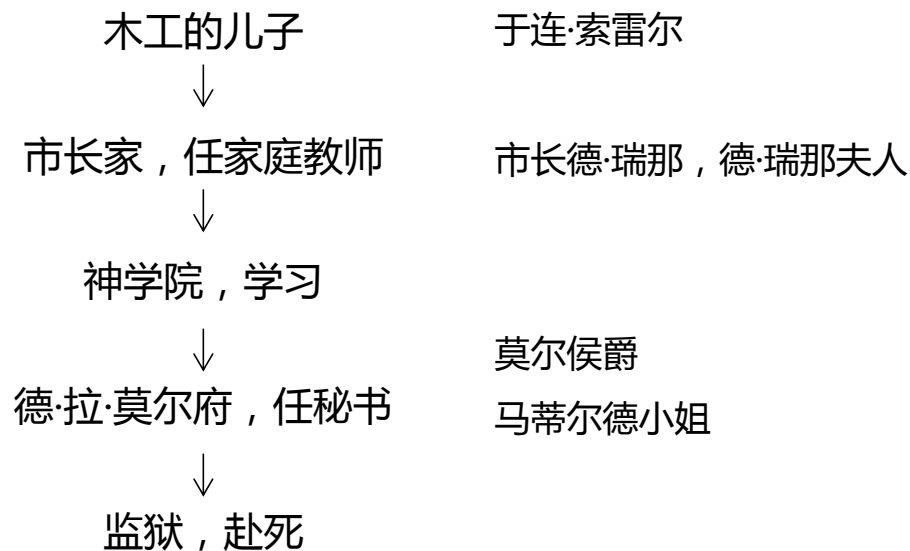 木工的儿子 于连·索雷尔
↓
市长家，任家庭教师 市长德·瑞那，德·瑞那夫人
↓
神学院，学习
↓
莫尔侯爵
德·拉·莫尔府，任秘书
马蒂尔德小姐
↓
监狱，赴死